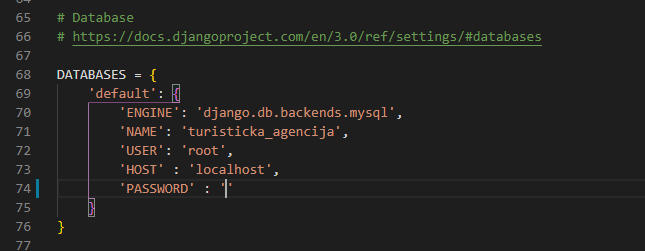 65 # Database
66 # https://docs.djangoproject.com/en/3.0/ref/settings/#databases
67
68 DATABASES = {
69 'default': {
70 'ENGINE': 'django.db.backends.mysql',
71 'NAME': 'turisticka_agencija',
72 'USER': 'root',
73 'HOST' : 'localhost',
74 'PASSWORD' : ''
75 }
76 }
77